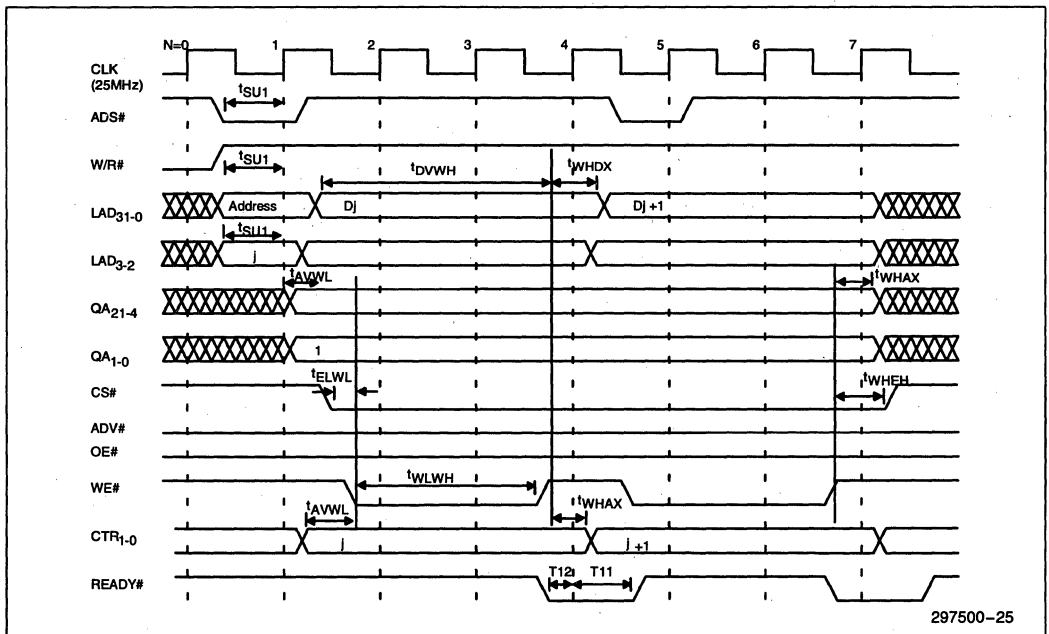 N=0 1 2 3 4 5 6 7
CLK
(25MHz)
tSU1
ADS#
tSU1
W/R#
tDVWH tWHDX
LAD31-0 Address Dj Dj +1
tSU1
LAD3-2 j
tAVWL tWHAX
QA21-4
QA1-0 1
tELWL
CS# tWHEH
ADV#
OE#
WE# tWLWH
tAVWL tWHAX
CTR1-0 j j +1
READY# T12 T11
297500-25